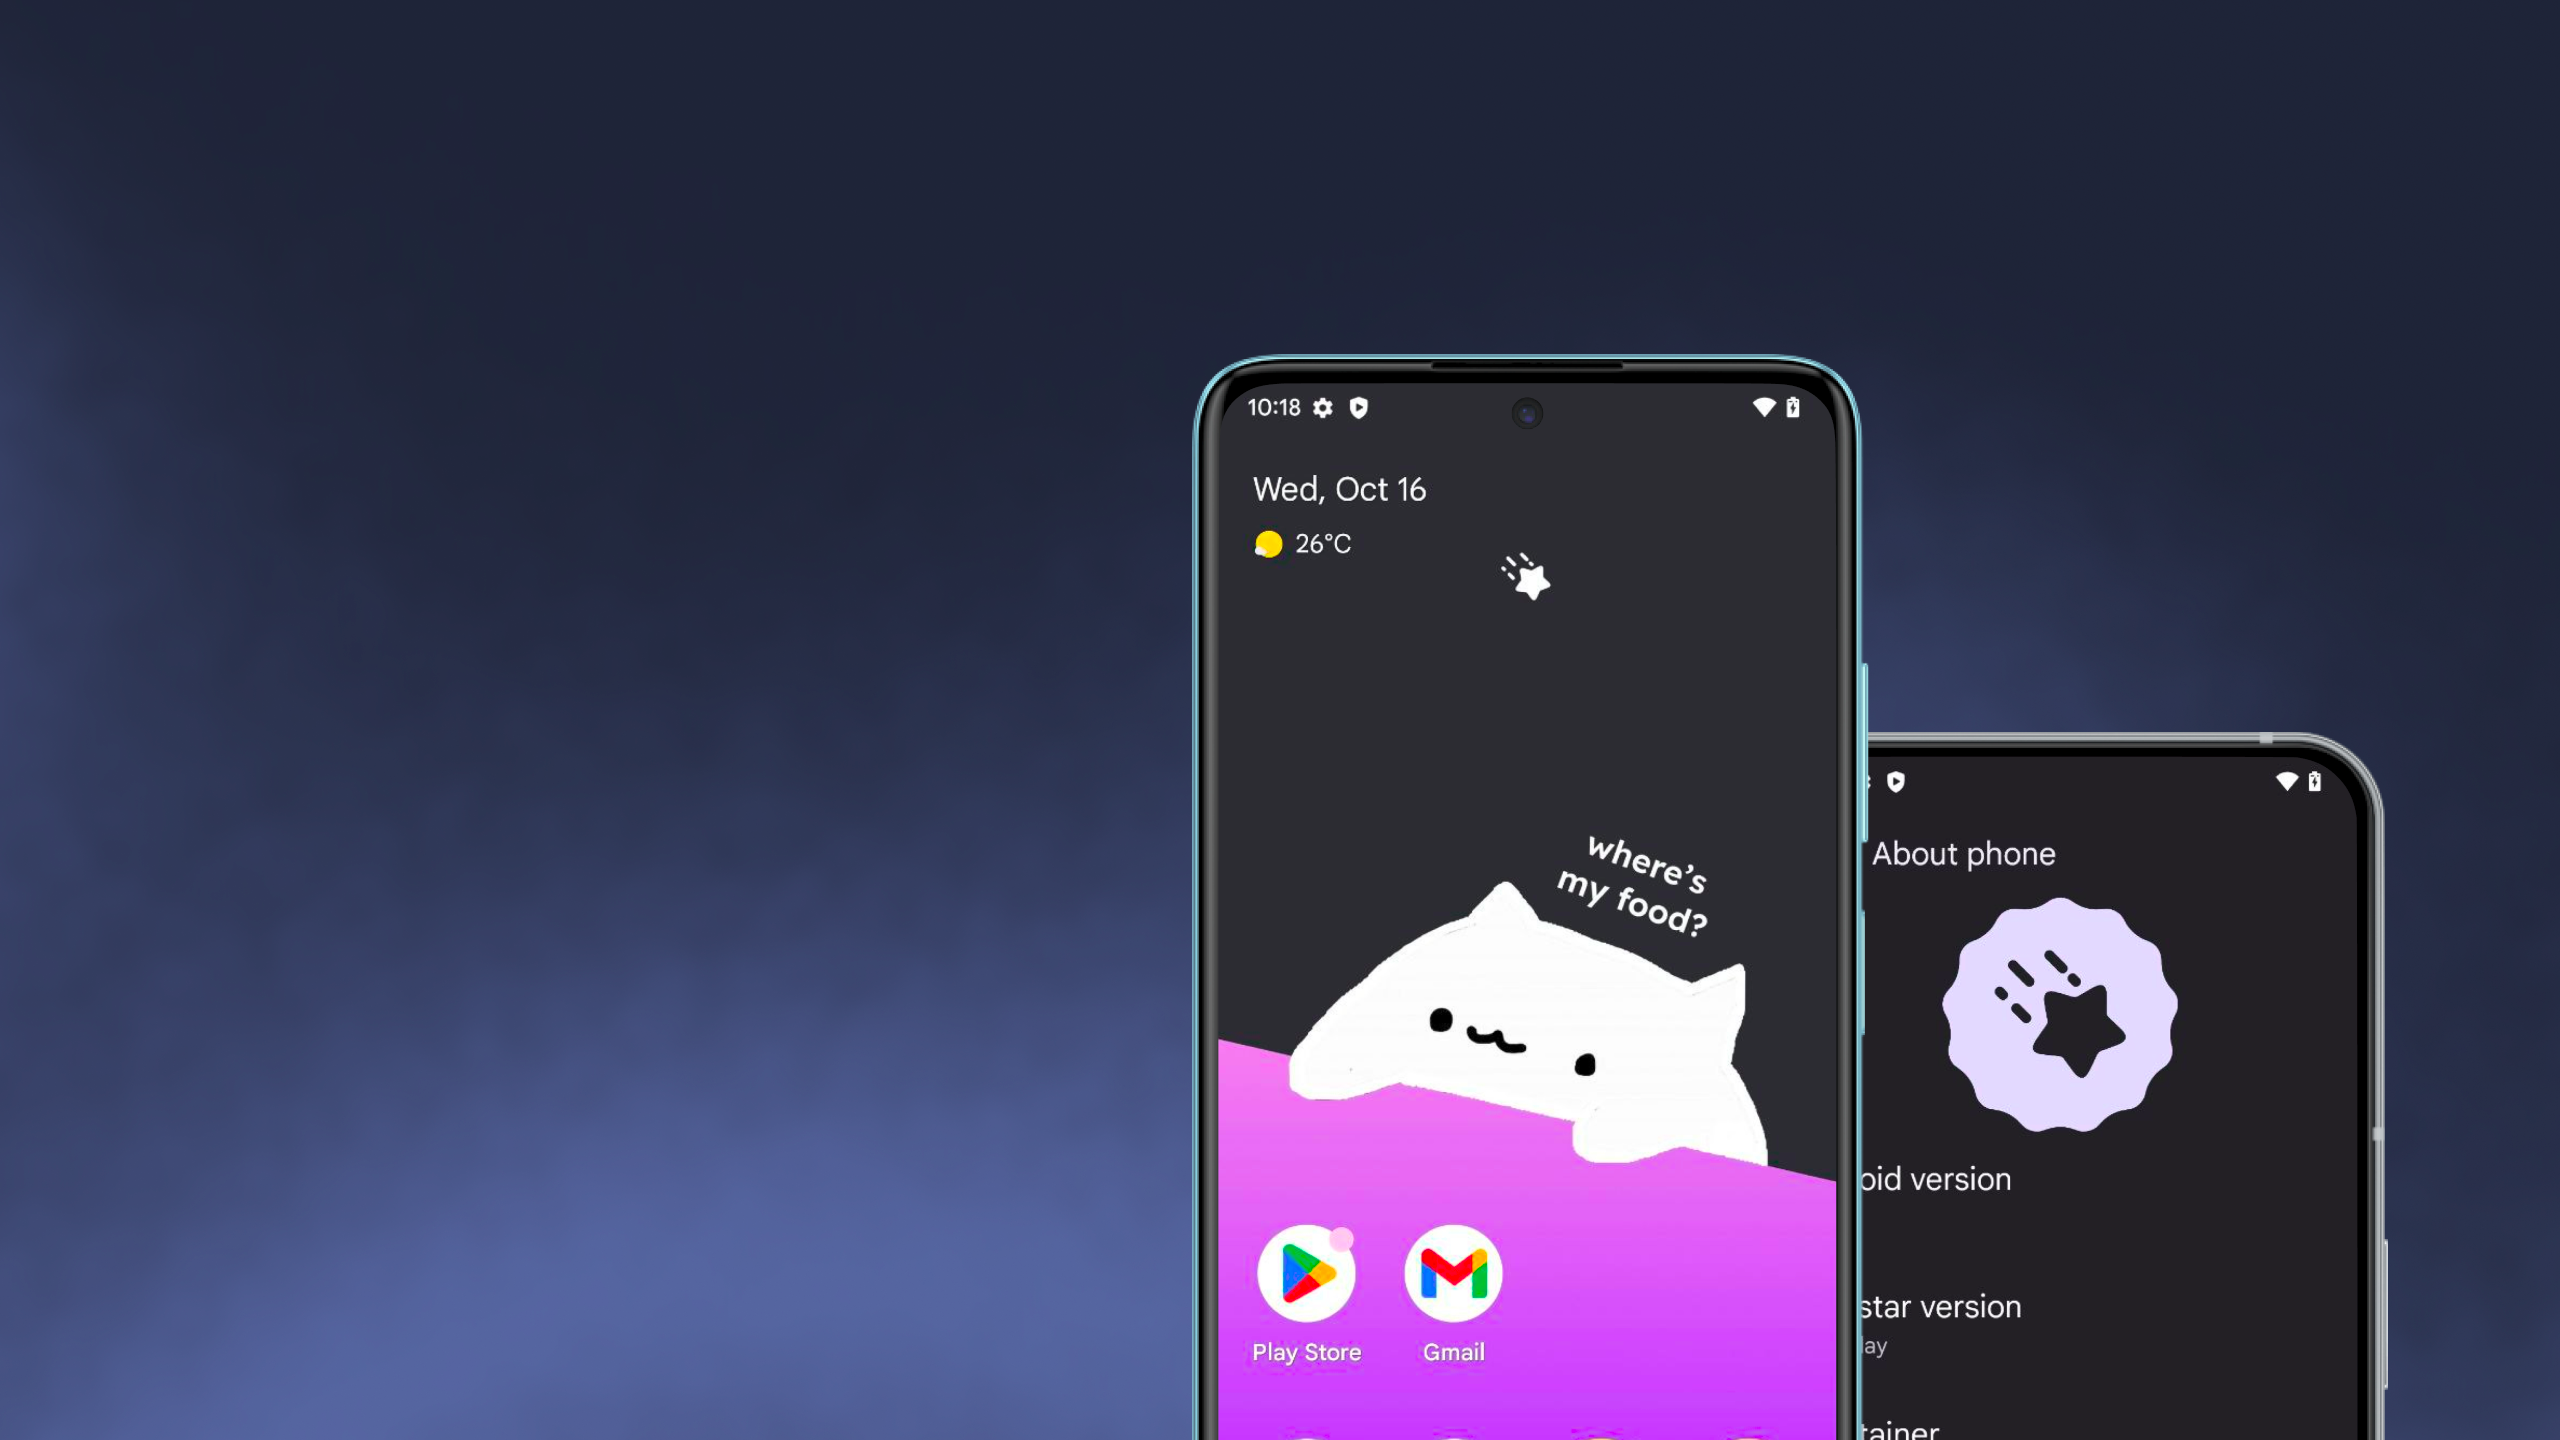 10:18
Wed, Oct 16
26°C
where's
my food?
Play Store
Gmail
About phone
oid version
star version
ay
tainer